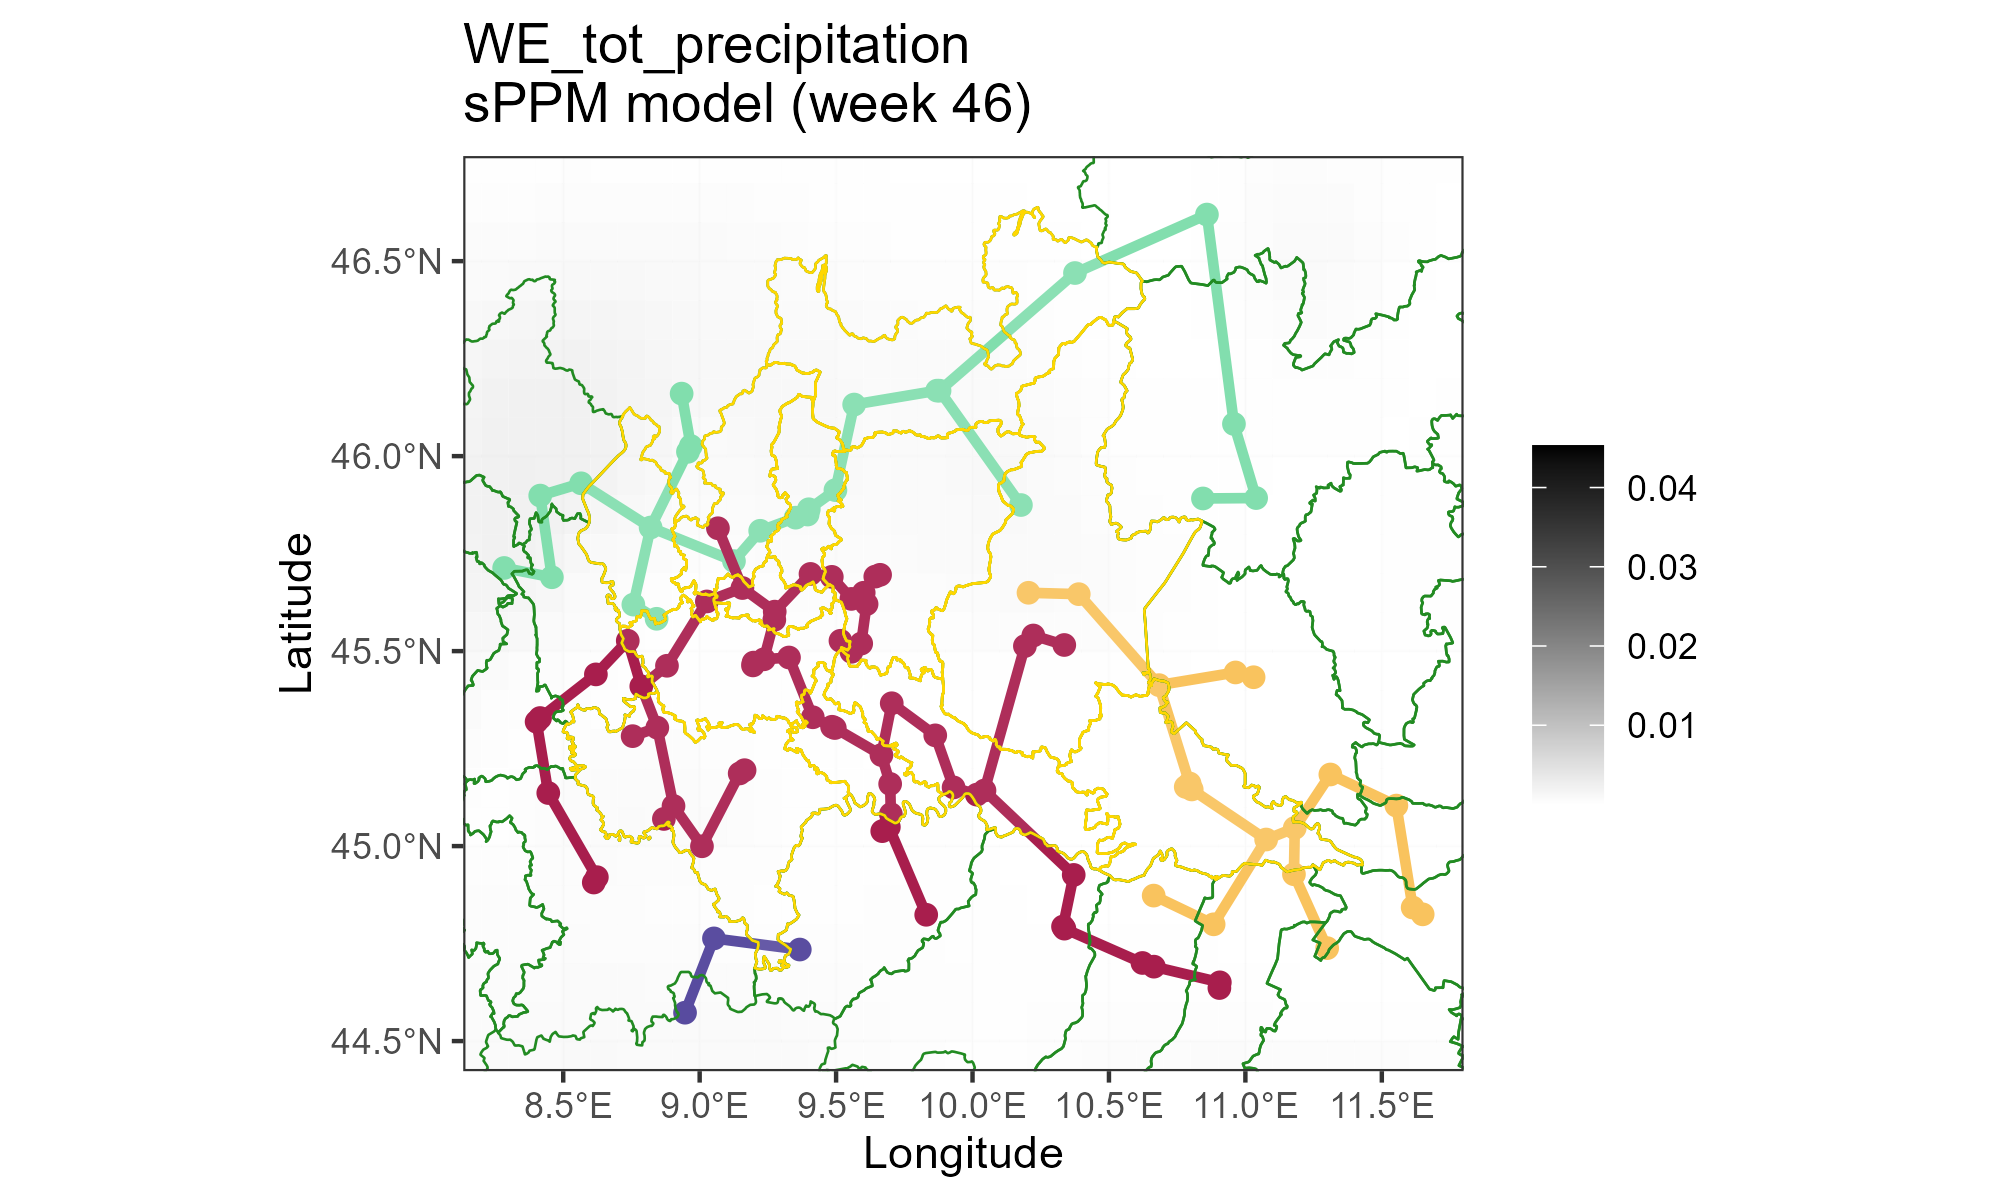 WE_tot_precipitation
sPPM model (week 46)
46.5°N
46.0°N
45.5°N
45.0°N
44.5°N
Latitude
8.5°E 9.0°E 9.5°E 10.0°E 10.5°E 11.0°E 11.5°E
Longitude
0.04
0.03
0.02
0.01